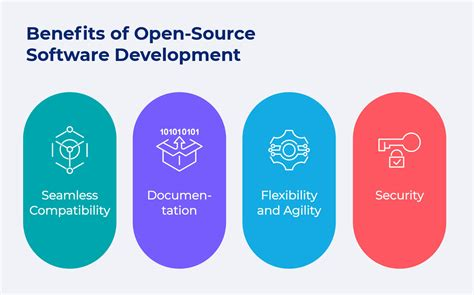 Benefits of Open-Source
Software Development
101010101
Seamless
Compatibility
Documen-
tation
Flexibility
and Agility
Security